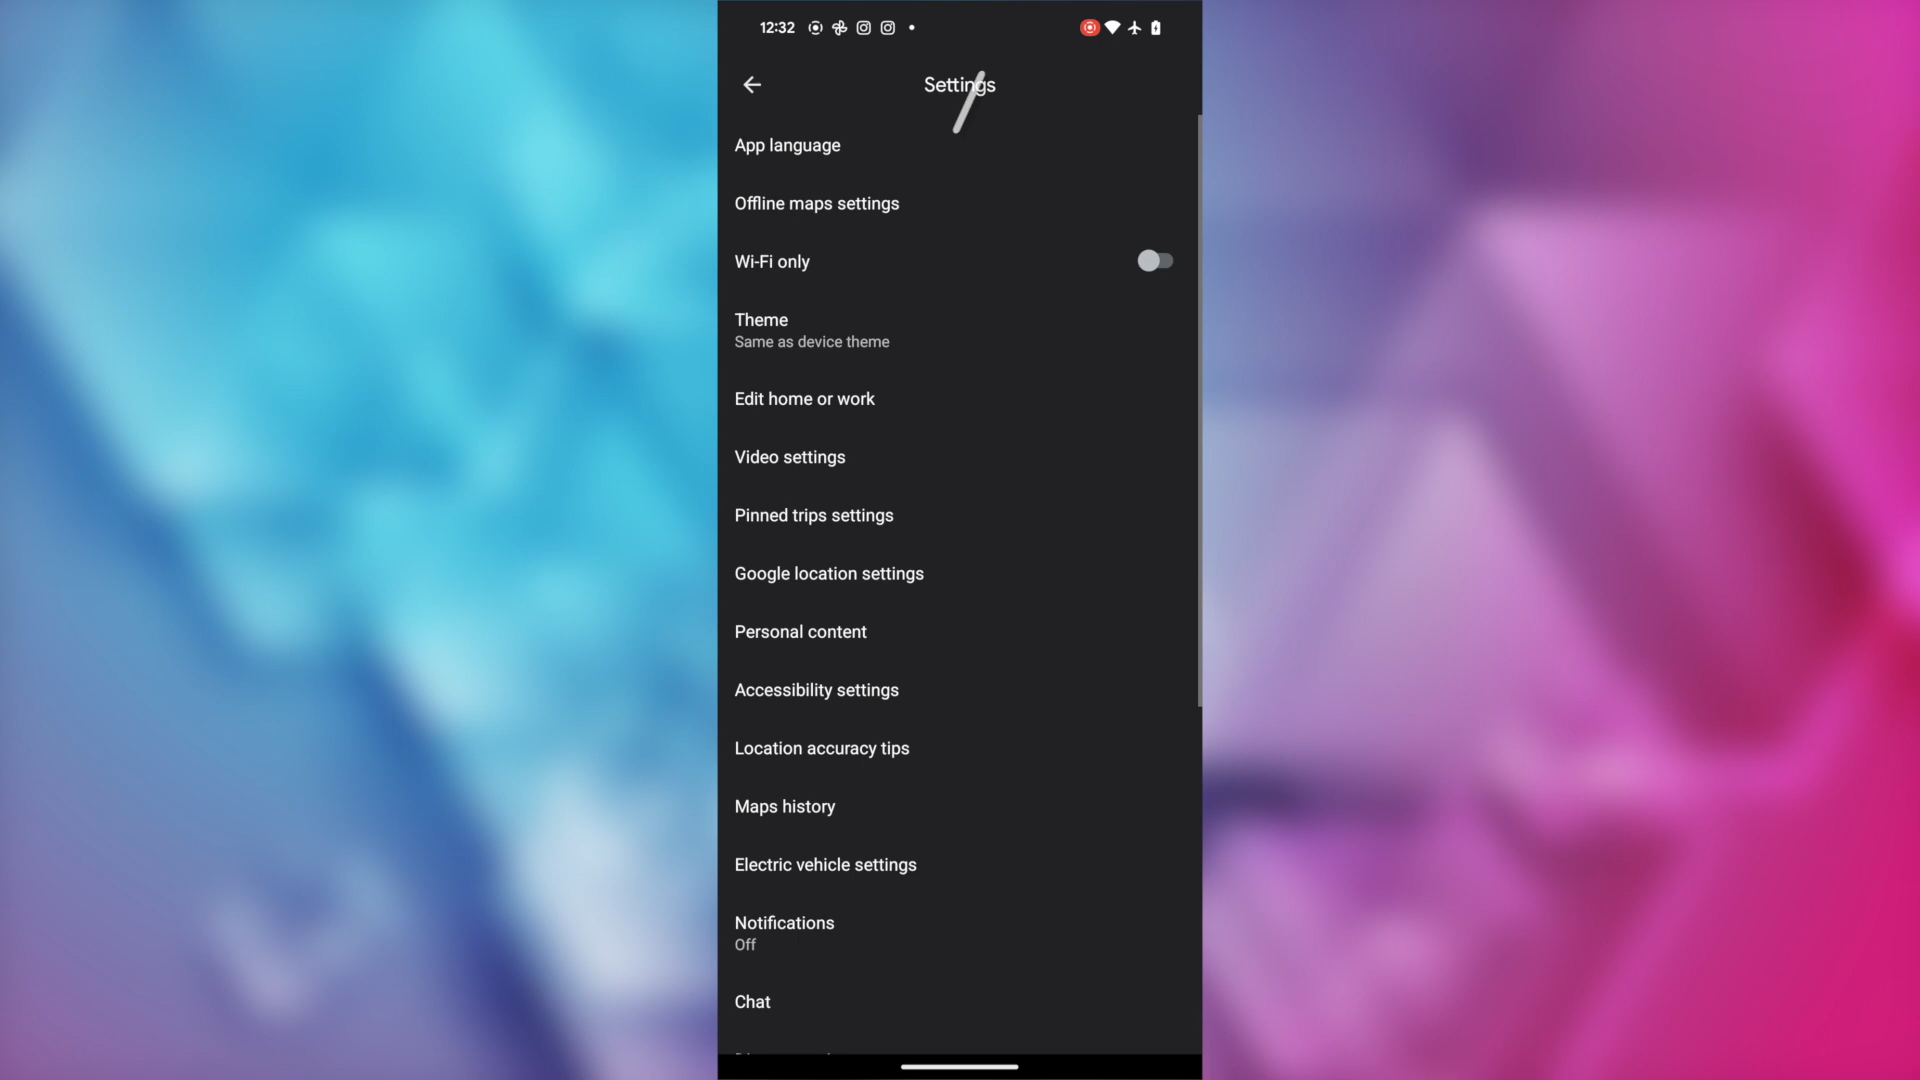 12:32
Settings
App language
Offline maps settings
Wi-Fi only
Theme
Same as device theme
Edit home or work
Video settings
Pinned trips settings
Google location settings
Personal content
Accessibility settings
Location accuracy tips
Maps history
Electric vehicle settings
Notifications
Off
Chat